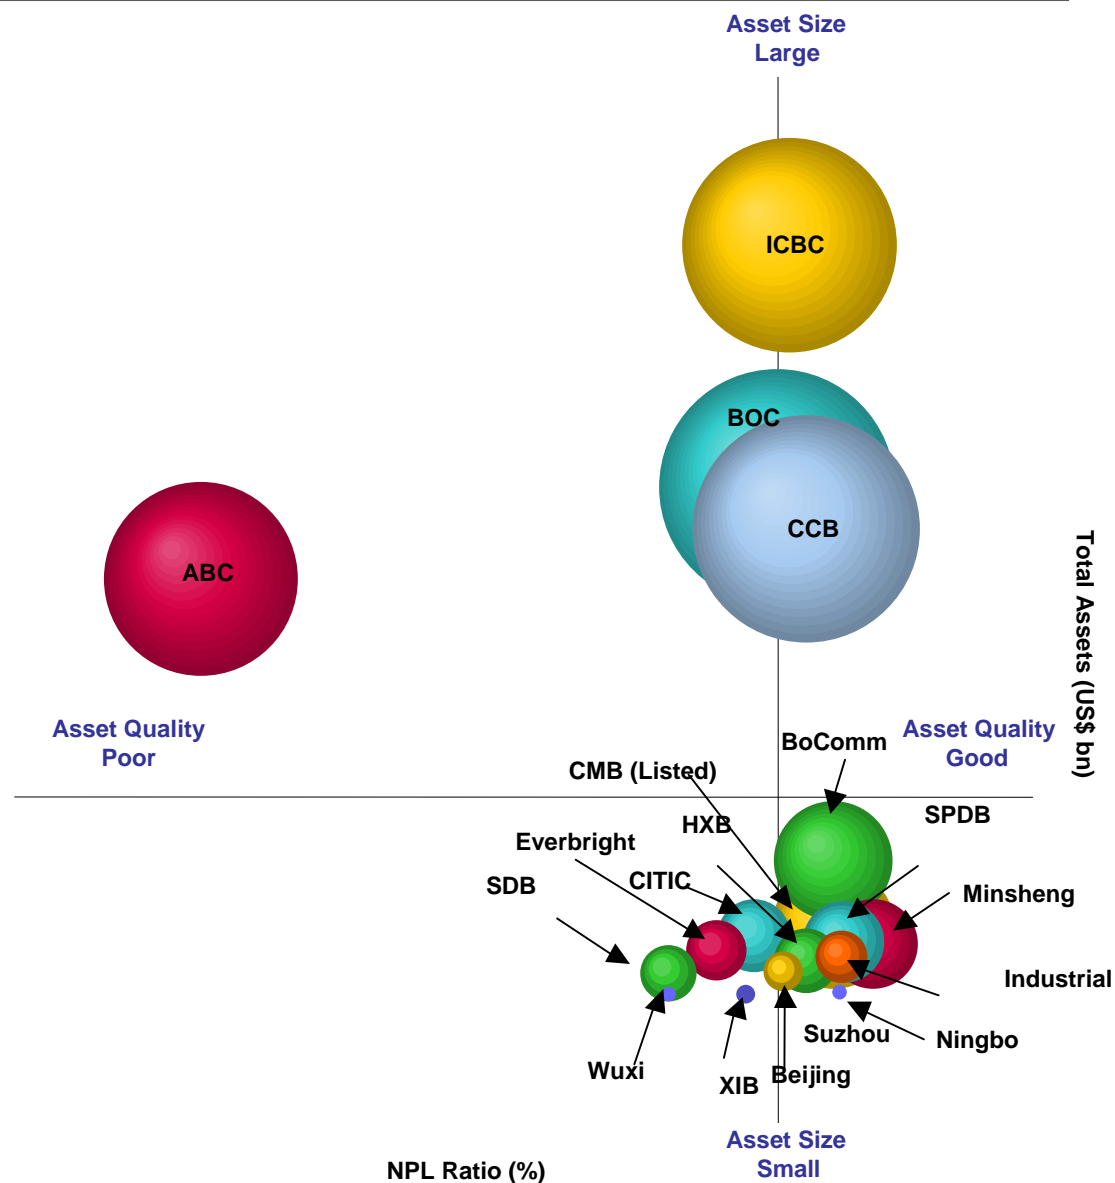 Asset Size
Large
ICBC
BOC
CCB
ABC
Total Assets (US$ bn)
Asset Quality
Poor
Asset Quality
Good
BoComm
CMB (Listed)
SPDB
HXB
Everbright
CITIC
SDB
Minsheng
Industrial
Suzhou
Ningbo
Wuxi
XIB
Beijing
Asset Size
Small
NPL Ratio (%)